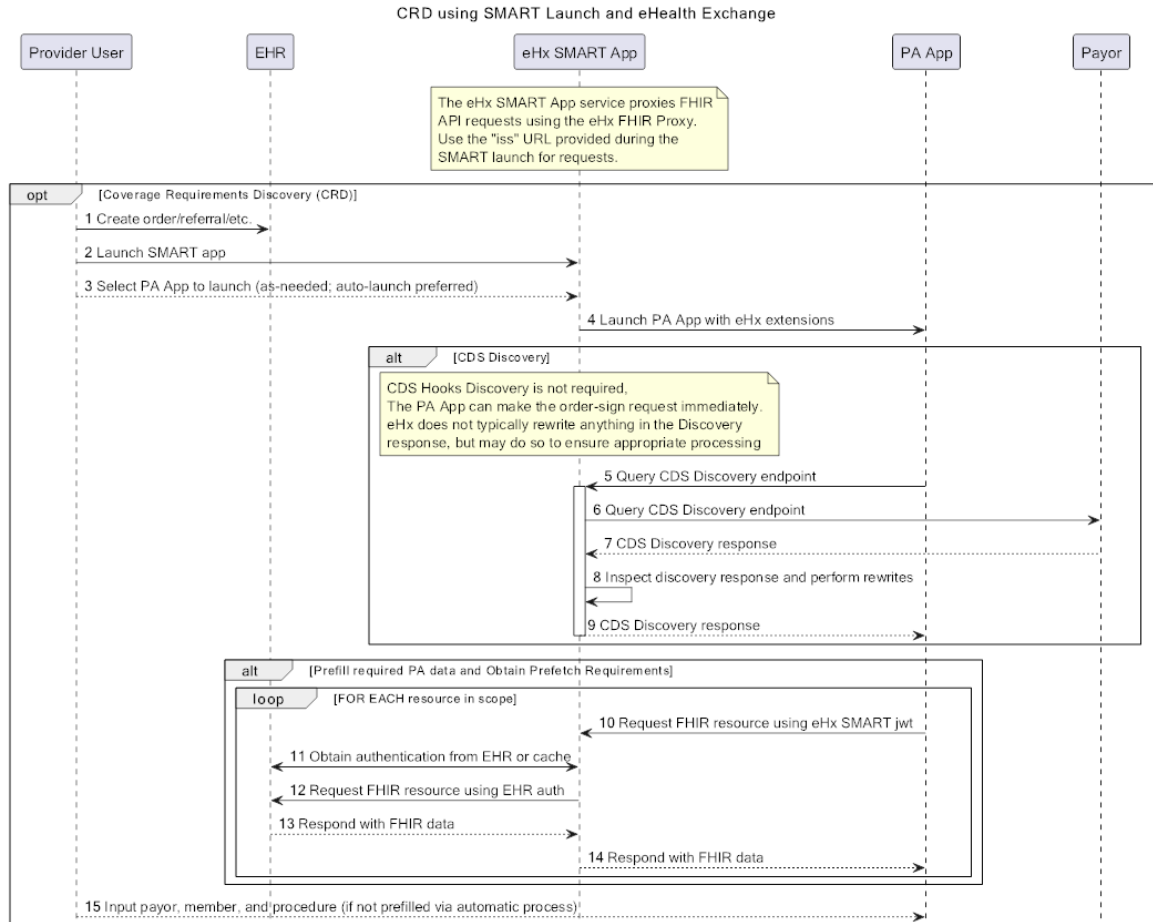 CRD using SMART Launch and eHealth Exchange
Provider User
EHR
eHx SMART App
PA App
Payor
The eHx SMART App service proxies FHIR
API requests using the eHx FHIR Proxy.
Use the "iss" URL provided during the
SMART launch for requests.
opt
[Coverage Requirements Discovery (CRD)]
1 Create order/referral/etc.
2 Launch SMART app
3 Select PA App to launch (as-needed; auto-launch preferred)
4 Launch PA App with eHx extensions
alt
[CDS Discovery]
CDS Hooks Discovery is not required,
The PA App can make the order-sign request immediately.
eHx does not typically rewrite anything in the Discovery
response, but may do so to ensure appropriate processing
5 Query CDS Discovery endpoint
6 Query CDS Discovery endpoint
7 CDS Discovery response
8 Inspect discovery response and perform rewrites
9 CDS Discovery response
alt
[Prefill required PA data and Obtain Prefetch Requirements]
loop
[FOR EACH resource in scope]
10 Request FHIR resource using eHx SMART jwt
11 Obtain authentication from EHR or cache
12 Request FHIR resource using EHR auth
13 Respond with FHIR data
14 Respond with FHIR data
15 Input payor, member, and procedure (if not prefilled via automatic process)